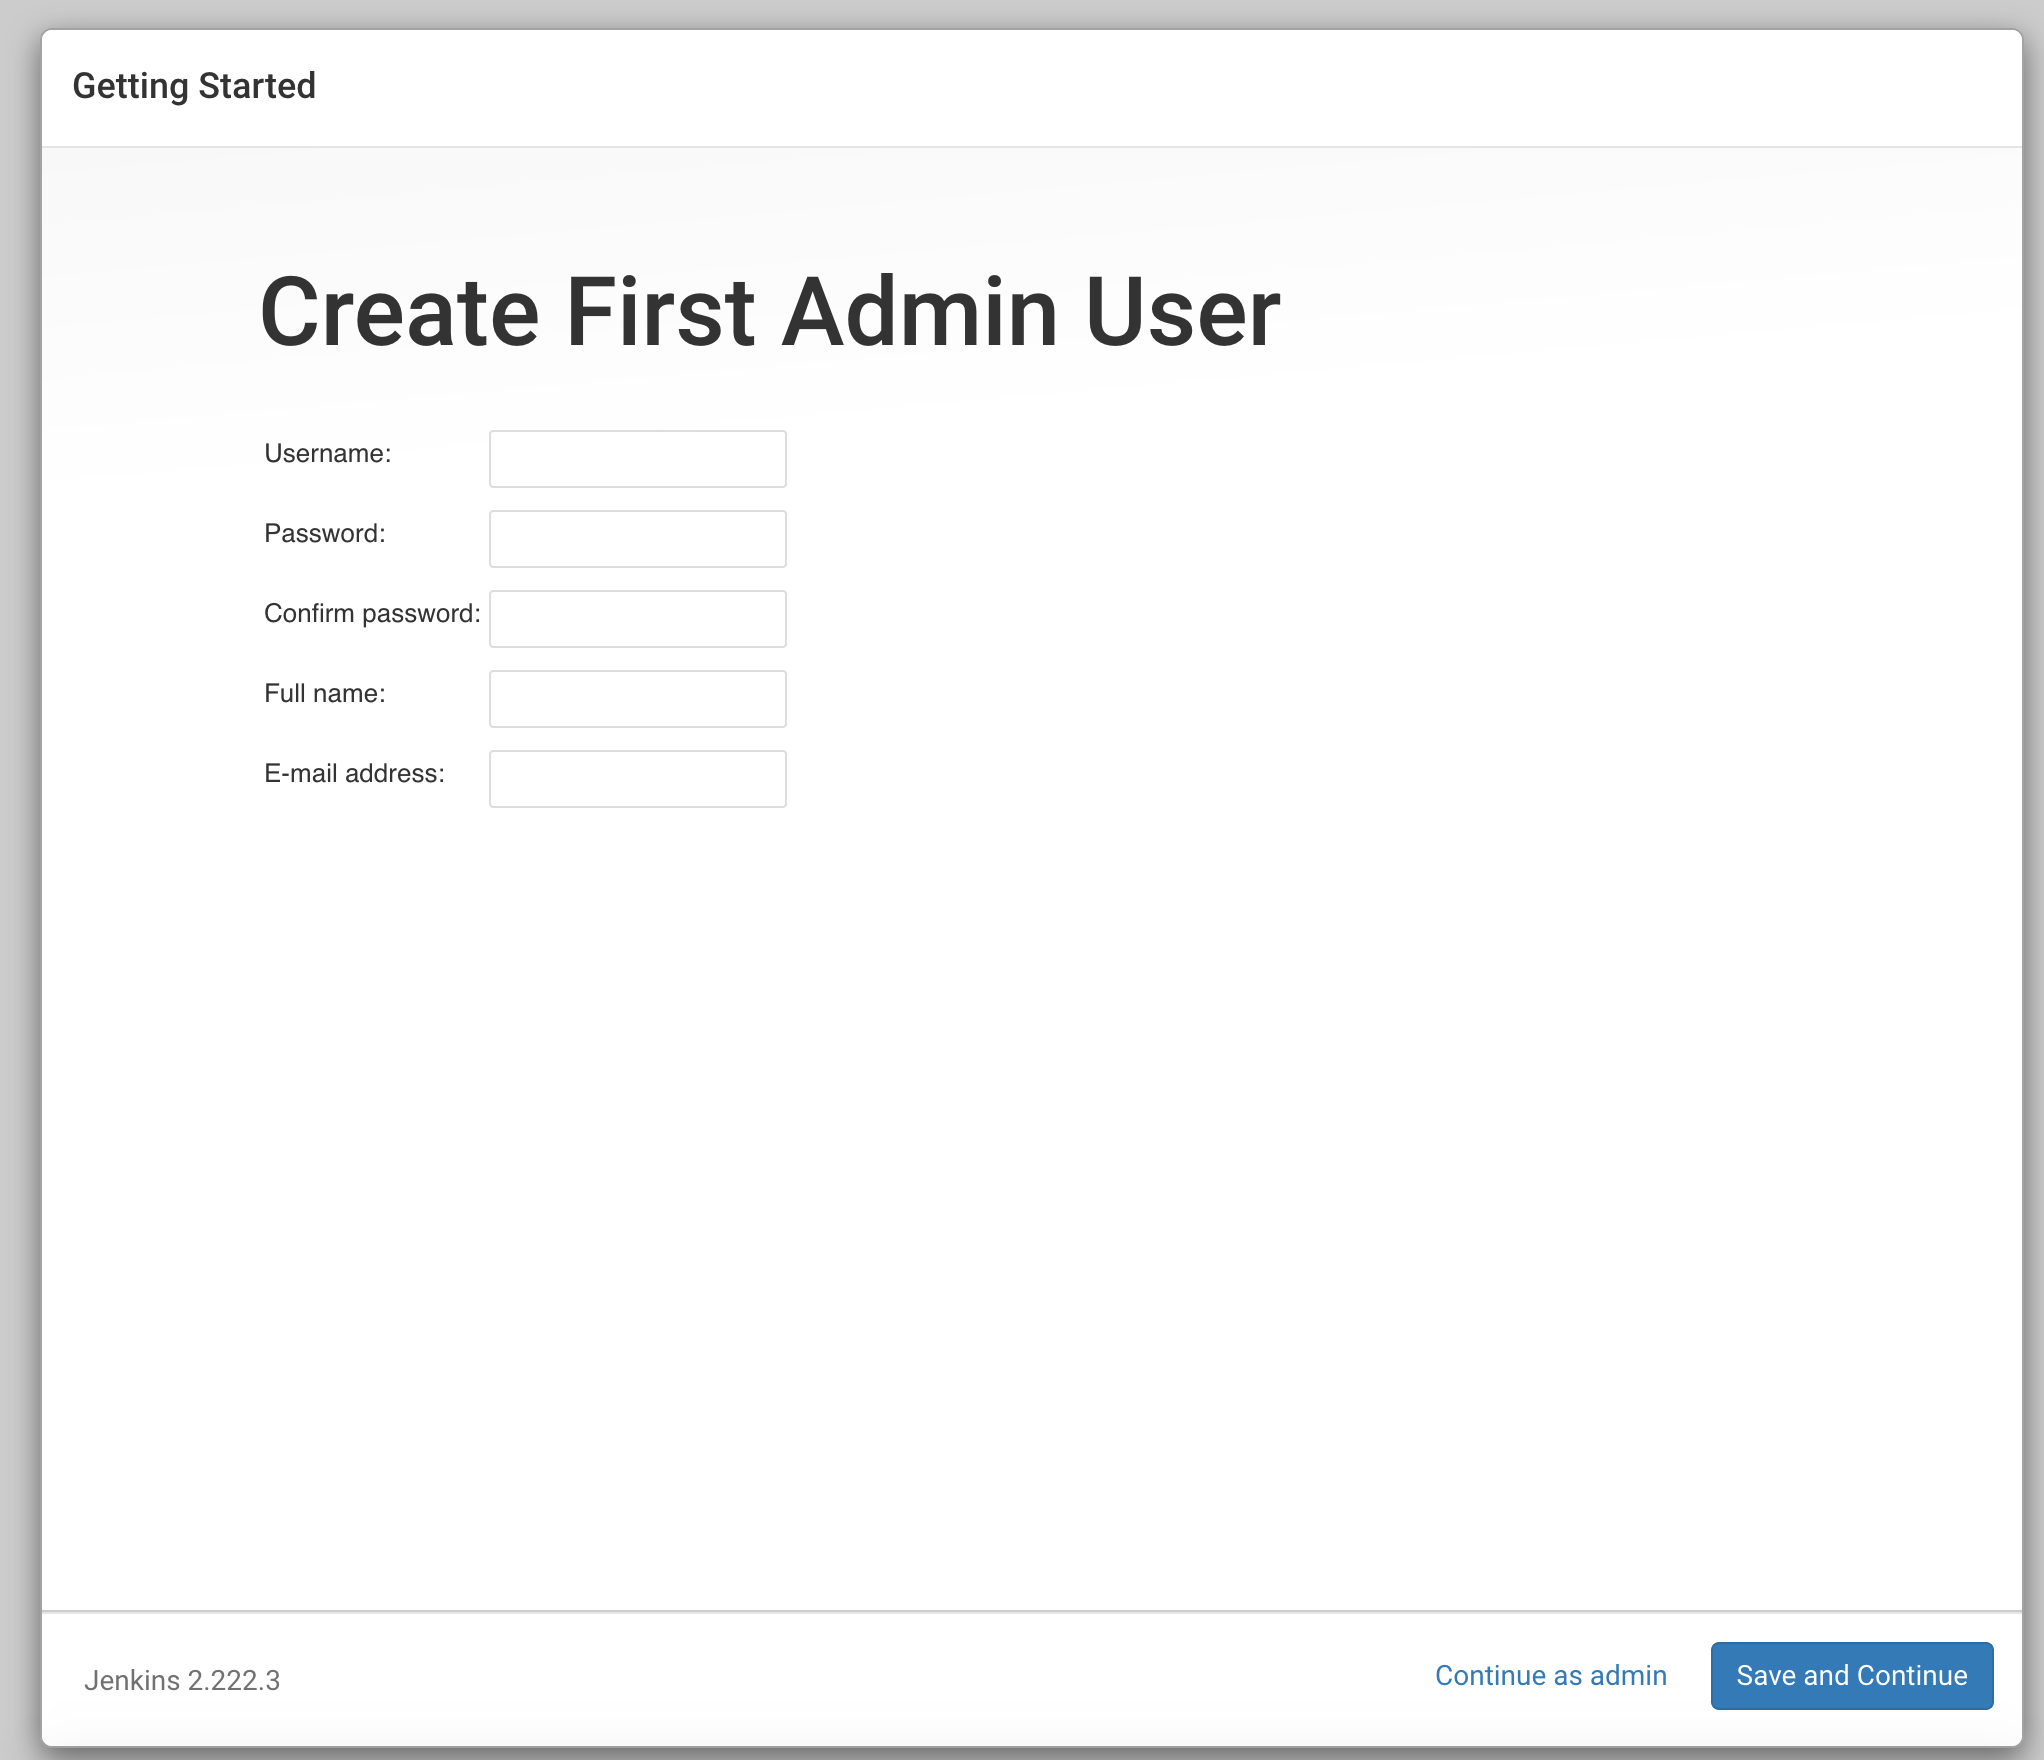 Getting Started
Create First Admin User
Username:
Password:
Confirm password:
Full name:
E-mail address:
Jenkins 2.222.3
Continue as admin
Save and Continue